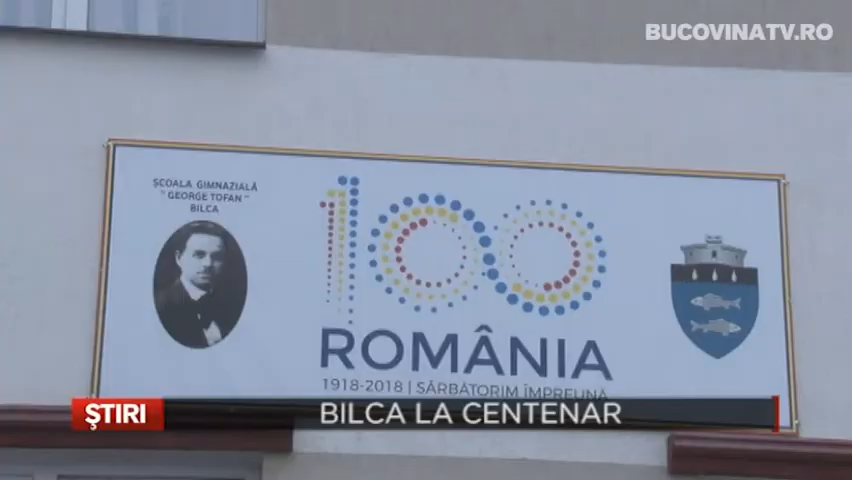 BUCOVINATV.RO
ŞCOALA GIMNAZIALĂ
"GEORGE TOFAN"
BILCA
100
ROMÂNIA
1918-2018 | SĂRBĂTORIM ÎMPREUNĂ
ŞTIRI
BILCA LA CENTENAR